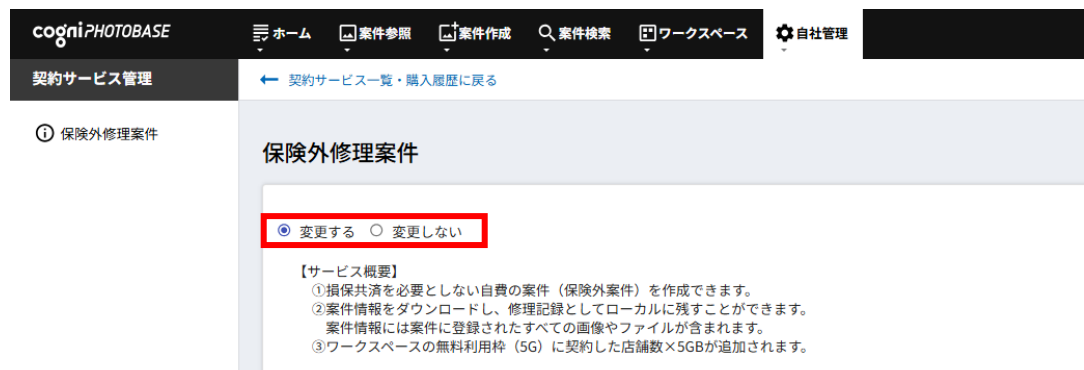 cogni PHOTOBASE
ホーム 案件参照 案件作成 案件検索 ワークスペース 自社管理
契約サービス管理
← 契約サービス一覧・購入履歴に戻る
保険外修理案件
保険外修理案件
変更する 変更しない
【サービス概要】
①損保共済を必要としない自費の案件（保険外案件）を作成できます。
②案件情報をダウンロードし、修理記録としてローカルに残すことができます。
案件情報には案件に登録されたすべての画像やファイルが含まれます。
③ワークスペースの無料利用枠（5G）に契約した店舗数×5GBが追加されます。